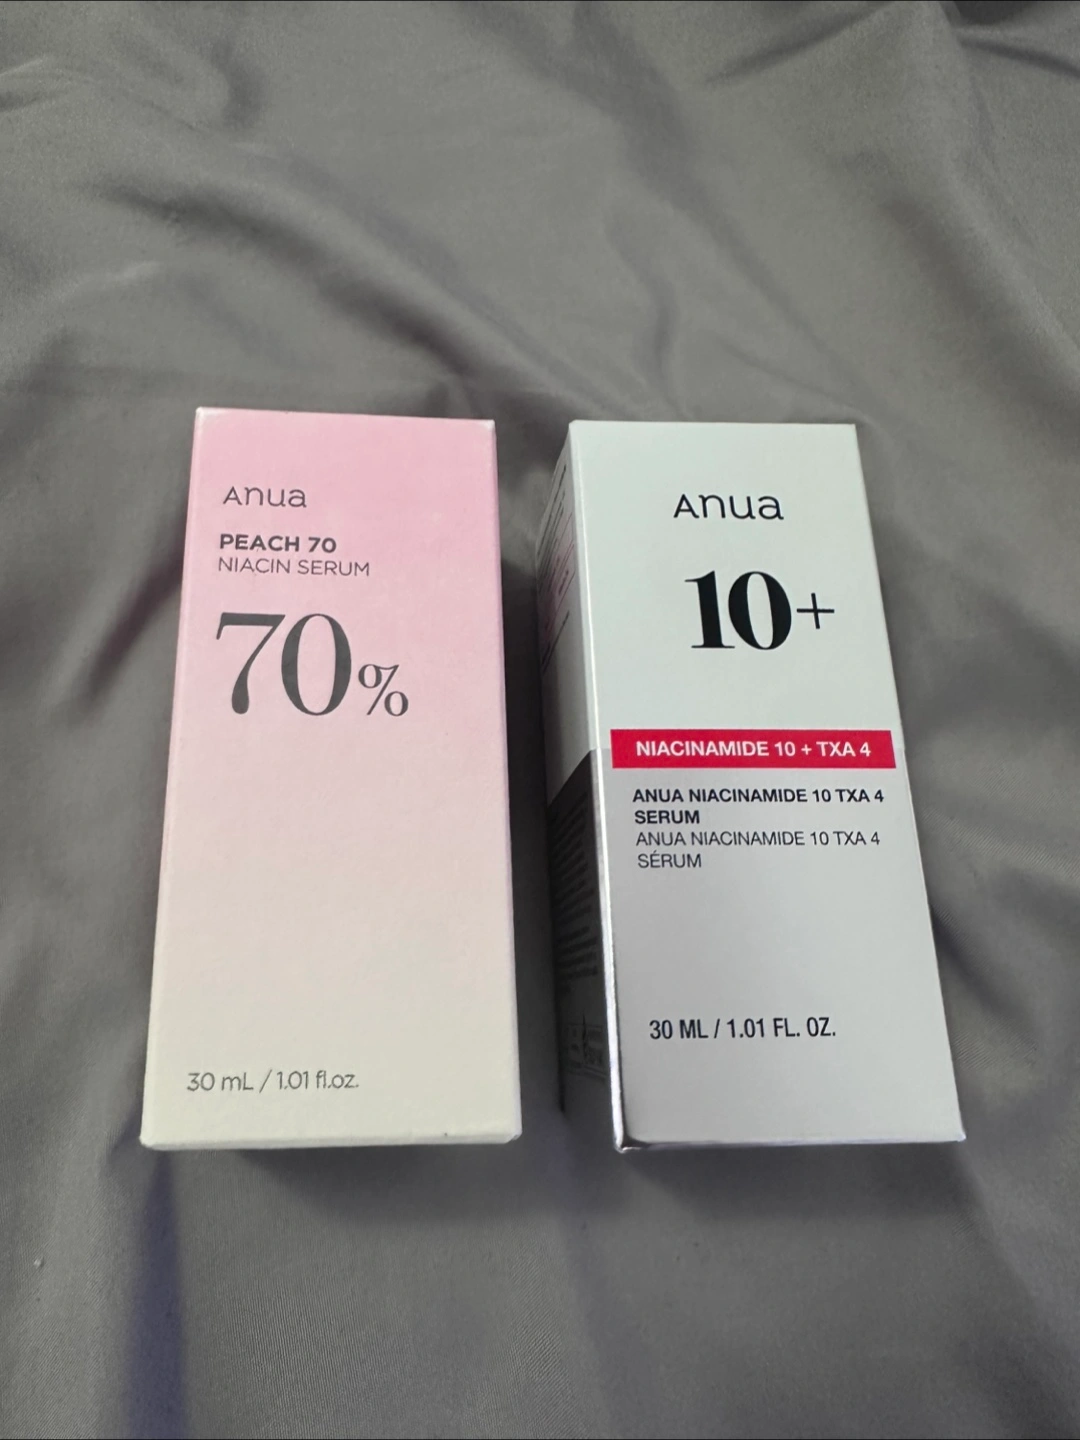 Anua
PEACH 70
NIACIN SERUM
70%
30 mL / 1.01 fl.oz.
Anua
10+
NIACINAMIDE 10 + TXA 4
ANUA NIACINAMIDE 10 TXA 4
SERUM
ANUA NIACINAMIDE 10 TXA 4
SÉRUM
30 ML / 1.01 FL. OZ.